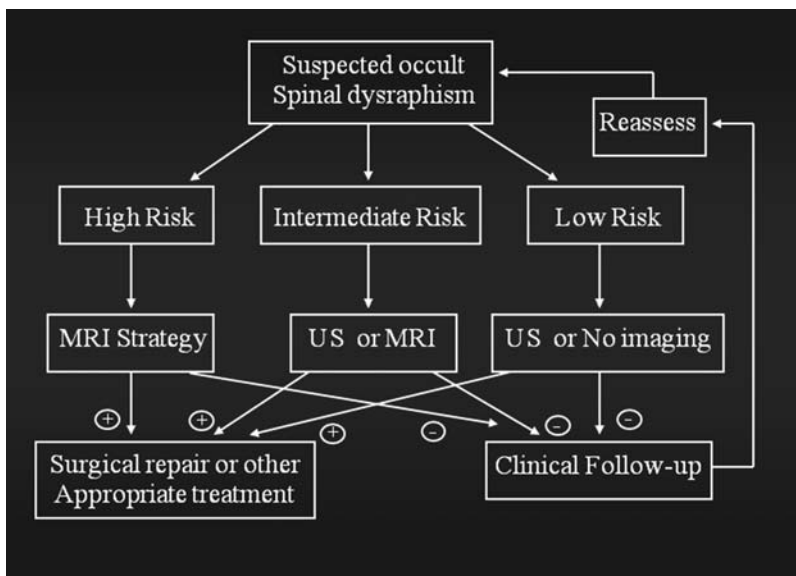 Suspected occult
Spinal dysraphism
Reassess
High Risk
Intermediate Risk
Low Risk
MRI Strategy
US or MRI
US or No imaging
+
+
+
-
-
-
Surgical repair or other
Appropriate treatment
Clinical Follow-up